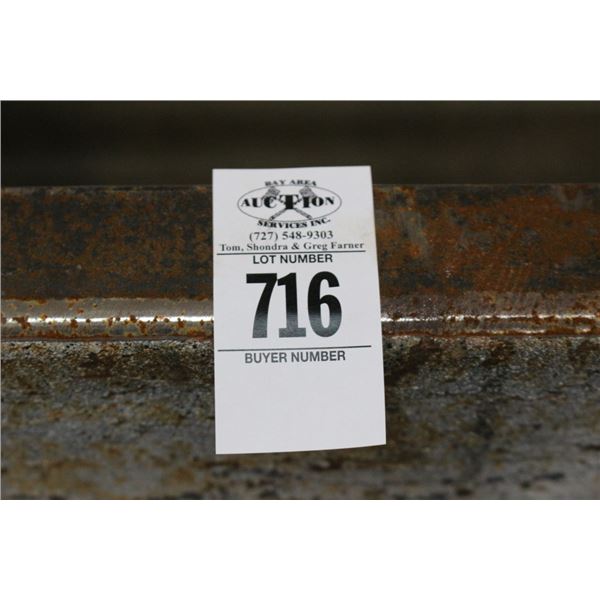 BAY AREA
AUCTION
SERVICES INC.
(727) 548-9303
Tom, Shondra & Greg Farner
LOT NUMBER
716
BUYER NUMBER